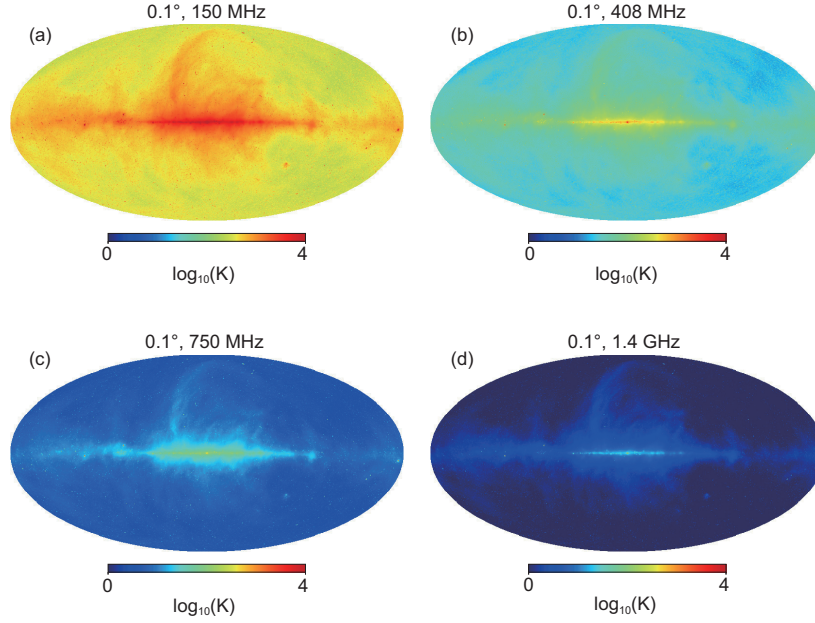 0.1°, 150 MHz
(a)
0 4
log₁₀(K)
0.1°, 408 MHz
(b)
0 4
log₁₀(K)
0.1°, 750 MHz
(c)
0 4
log₁₀(K)
0.1°, 1.4 GHz
(d)
0 4
log₁₀(K)